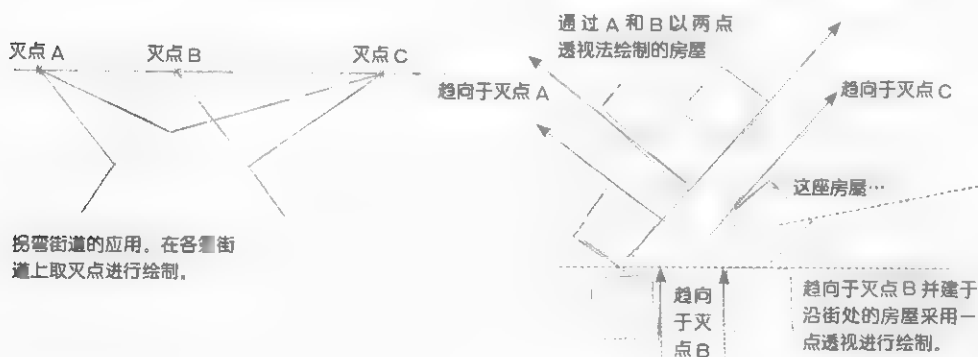 灭点 A
灭点 B
灭点 C
拐弯街道的应用。在各条街
道上取灭点进行绘制。
通过 A 和 B 以两点
透视法绘制的房屋
趋向于灭点 A
趋向于灭点 C
这座房屋…
趋向
于灭
点 B
趋向于灭点 B 并建于
沿街处的房屋采用一
点透视进行绘制。